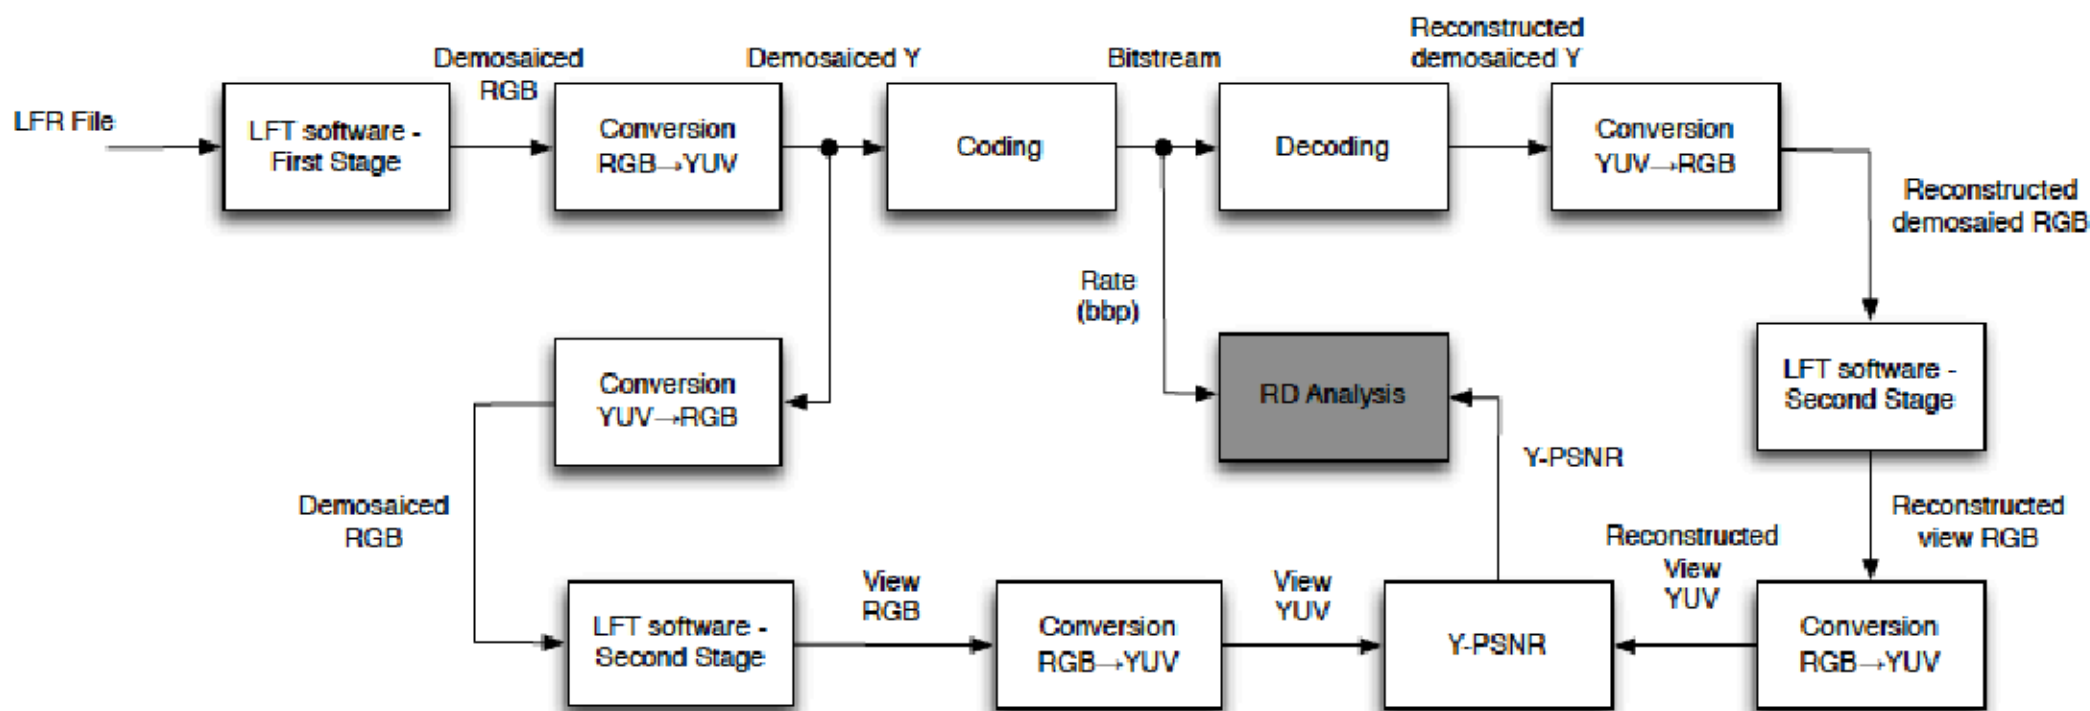 LFR File
LFT software -
First Stage
Demosaiced
RGB
Conversion
RGB→YUV
Demosaiced Y
Coding
Bitstream
Decoding
Reconstructed
demosaiced Y
Conversion
YUV→RGB
Reconstructed
demosaied RGB
Rate
(bbp)
Conversion
YUV→RGB
RD Analysis
LFT software -
Second Stage
Y-PSNR
Demosaiced
RGB
Reconstructed
view RGB
LFT software -
Second Stage
View
RGB
Conversion
RGB→YUV
View
YUV
Y-PSNR
Reconstructed
View
YUV
Conversion
RGB→YUV